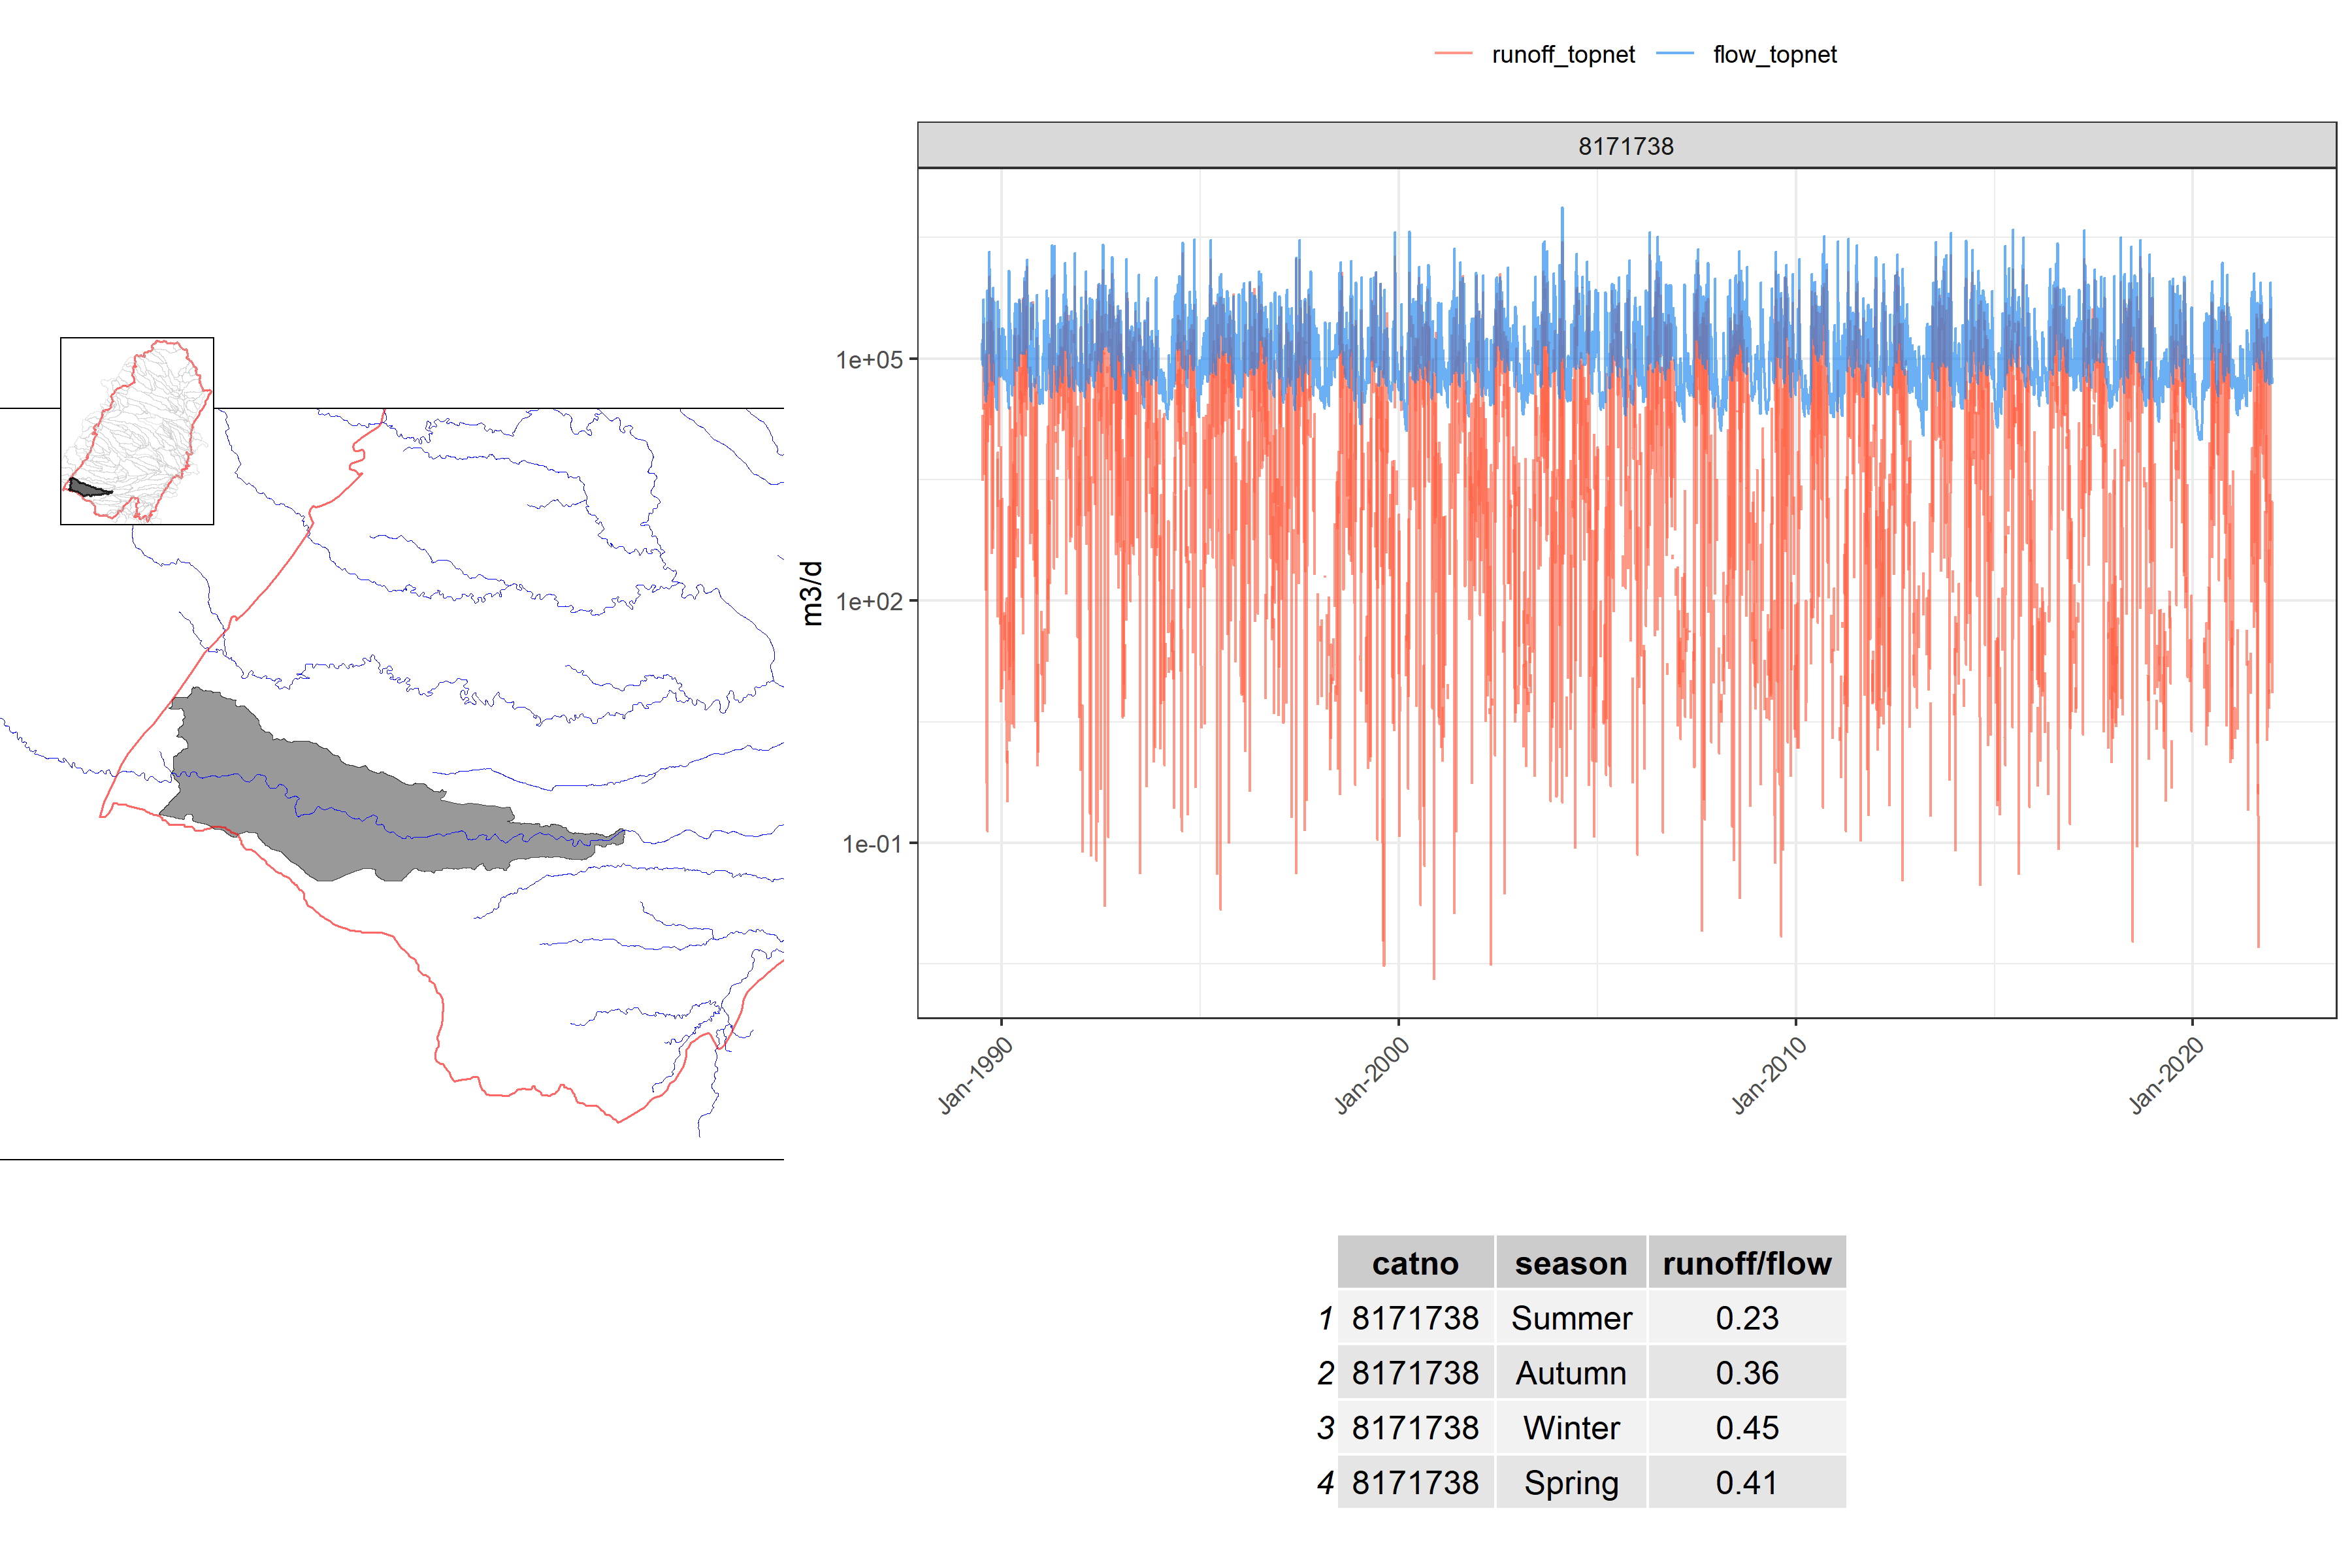 runoff_topnet flow_topnet
8171738
m3/d
1e+05
1e+02
1e-01
Jan-1990 Jan-2000 Jan-2010 Jan-2020
catno season runoff/flow
1 8171738 Summer 0.23
2 8171738 Autumn 0.36
3 8171738 Winter 0.45
4 8171738 Spring 0.41